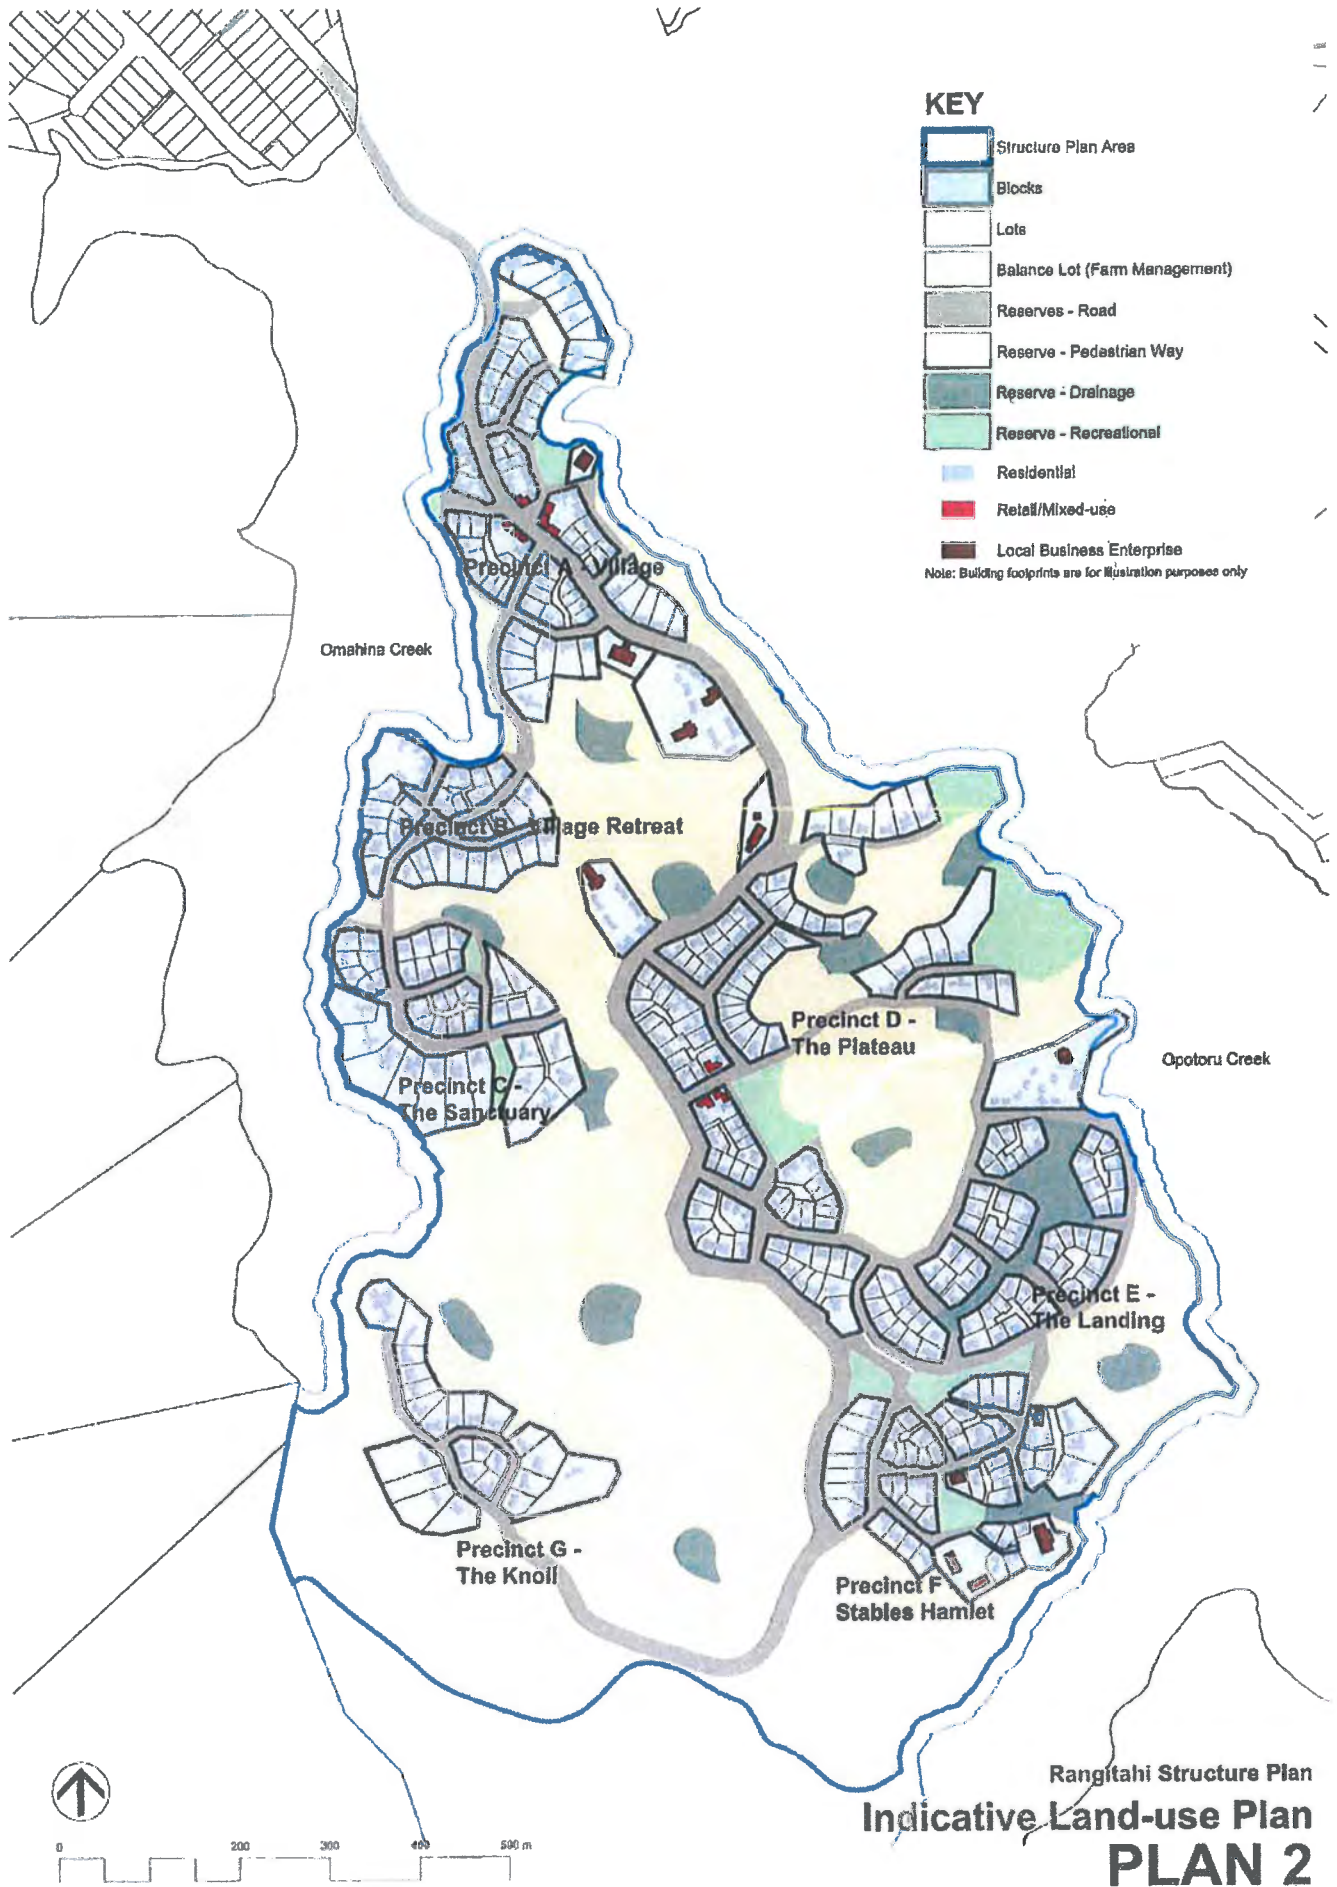 KEY
Structure Plan Area
Blocks
Lots
Balance Lot (Farm Management)
Reserves - Road
Reserve - Pedestrian Way
Reserve - Drainage
Reserve - Recreational
Residential
Retail/Mixed-use
Local Business Enterprise
Note: Building footprints are for illustration purposes only
Precinct A - Village
Omahina Creek
Precinct B - Village Retreat
Precinct D -
The Plateau
Opotoru Creek
Precinct C -
The Sanctuary
Precinct E -
The Landing
Precinct G -
The Knoll
Precinct F -
Stables Hamlet
Rangitahi Structure Plan
Indicative Land-use Plan
PLAN 2
0 200 300 400 500 m